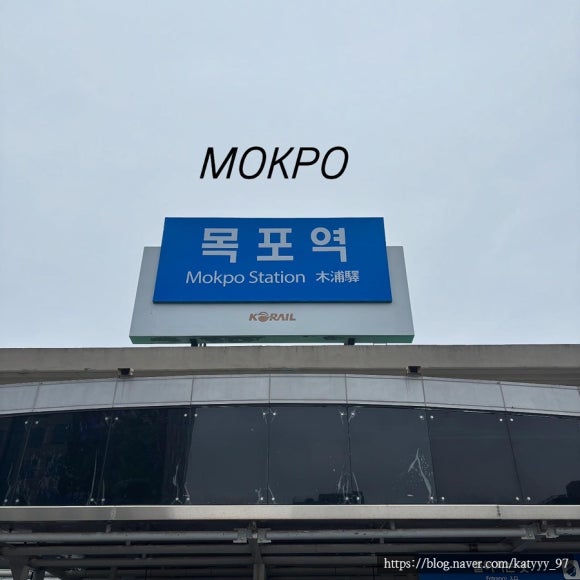 MOKPO
목포역
Mokpo Station 木浦驛
KORAIL
https://blog.naver.com/katyyy_97